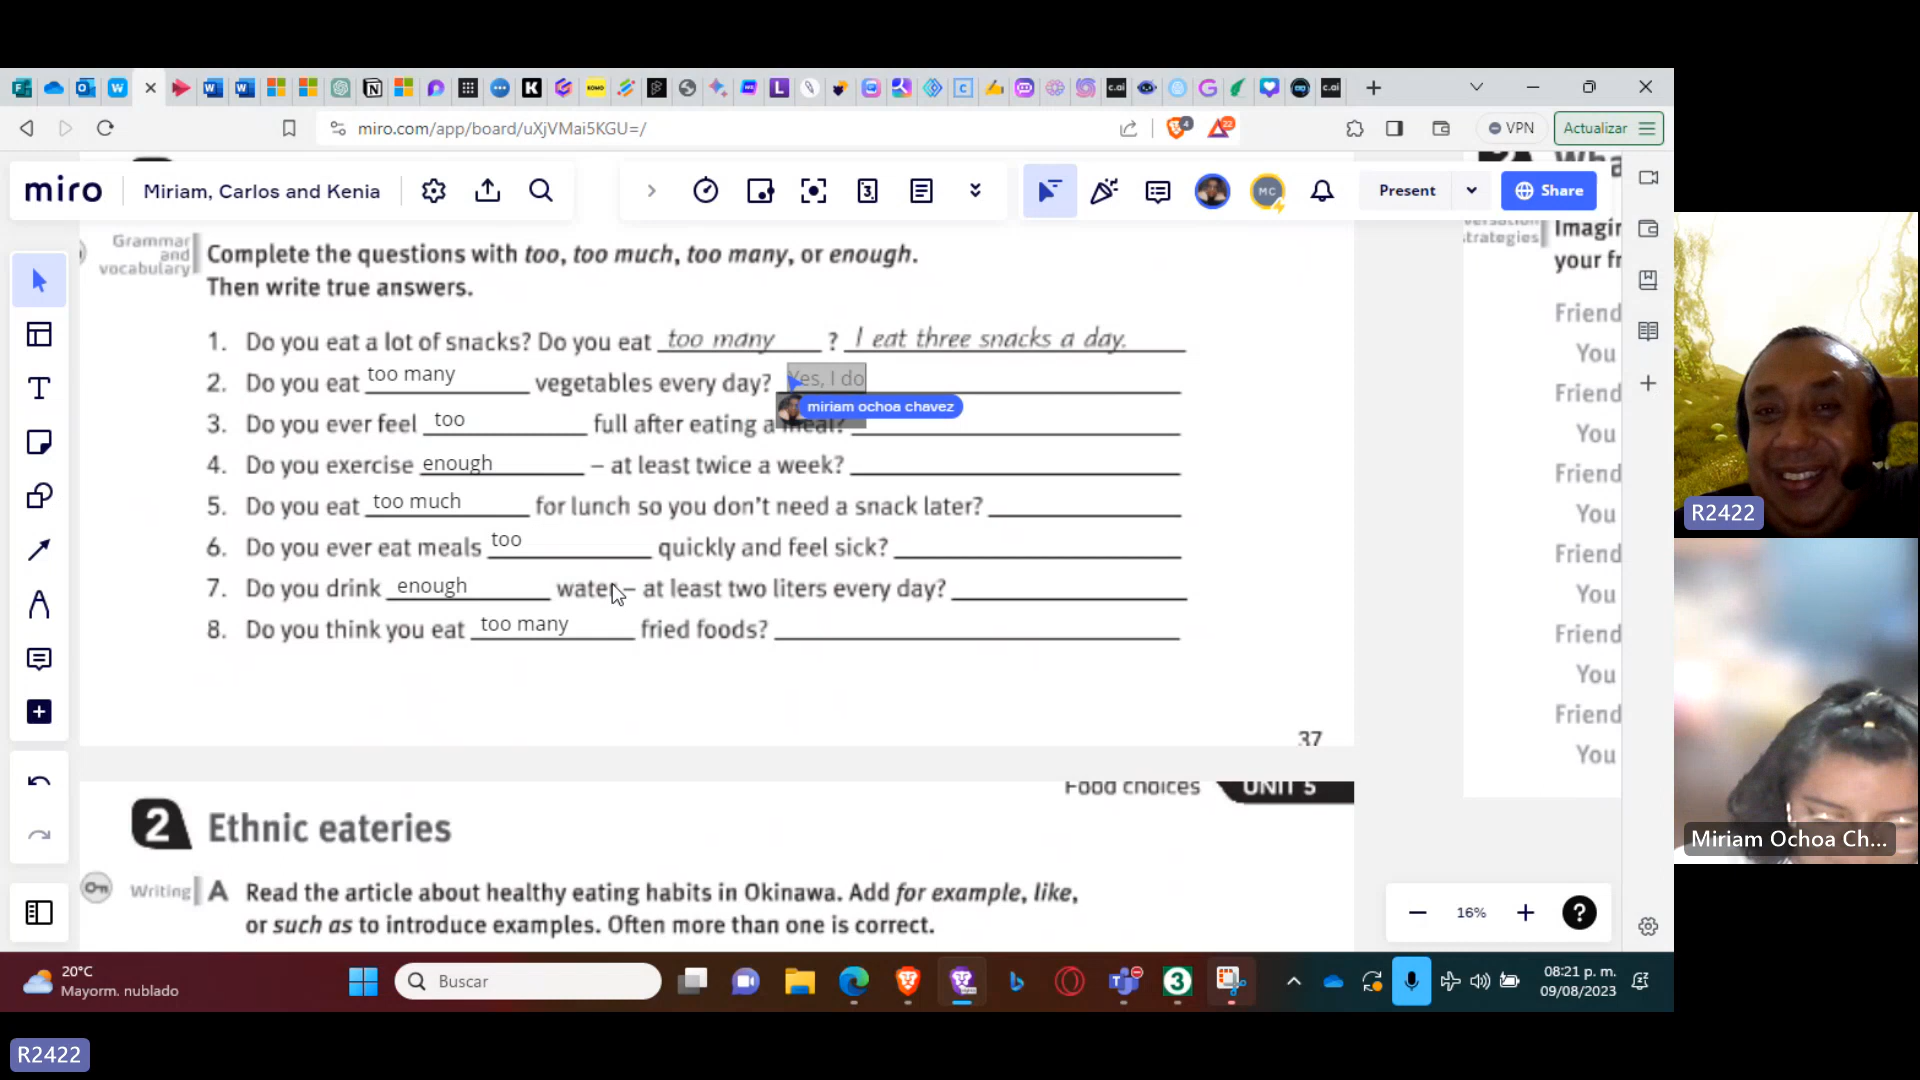 miro.com/app/board/uXjVMai5KGU=/
4
22
VPN
Actualizar
miro
Miriam, Carlos and Kenia
3
MC
Present
Share
Grammar and vocabulary
Complete the questions with too, too much, too many, or enough.
Then write true answers.
1. Do you eat a lot of snacks? Do you eat too many ? I eat three snacks a day.
2. Do you eat too many vegetables every day? Yes, I do
miriam ochoa chavez
3. Do you ever feel too full after eating a meal?
4. Do you exercise enough – at least twice a week?
5. Do you eat too much for lunch so you don't need a snack later?
6. Do you ever eat meals too quickly and feel sick?
7. Do you drink enough water – at least two liters every day?
8. Do you think you eat too many fried foods?
37
Food choices UNIT 5
2 Ethnic eateries
Writing A Read the article about healthy eating habits in Okinawa. Add for example, like,
or such as to introduce examples. Often more than one is correct.
strategies
Imagin
your fr
Friend
You
Friend
You
Friend
You
Friend
You
Friend
You
Friend
You
16%
?
R2422
Miriam Ochoa Ch...
20°C
Mayorm. nublado
Buscar
3
08:21 p. m.
09/08/2023
R2422